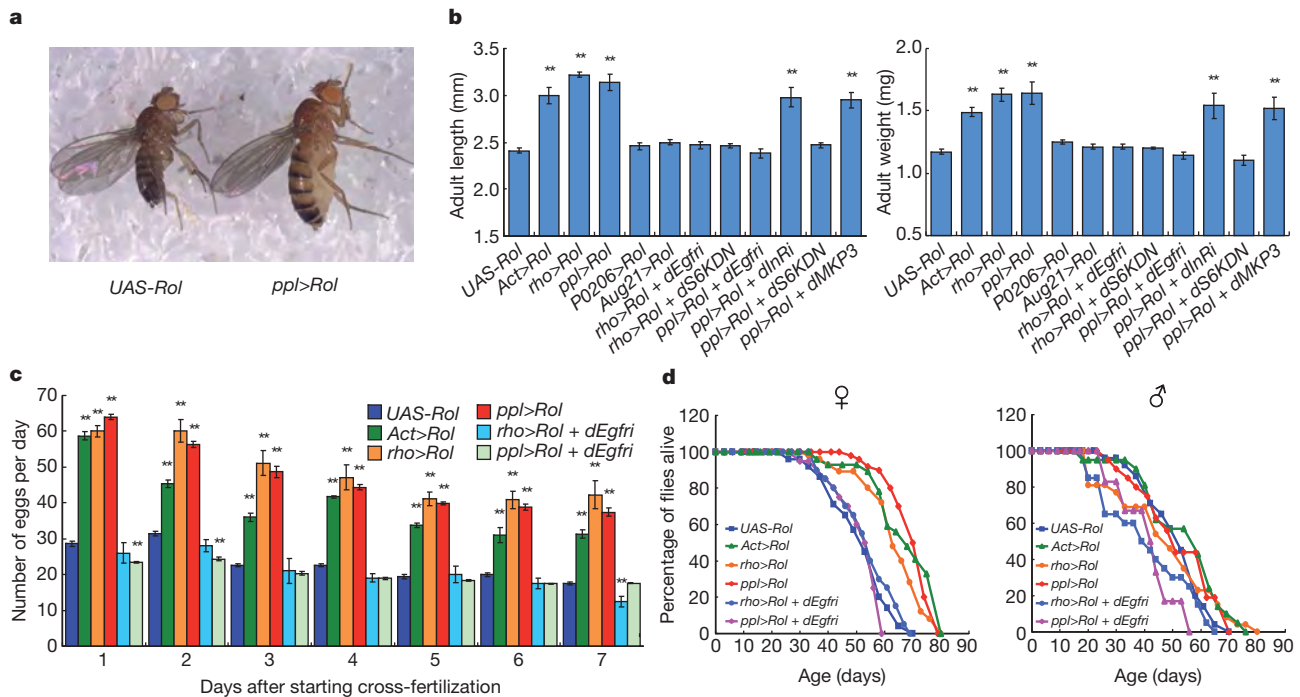 a
UAS-Rol
ppl>Rol
b
Adult length (mm)
3.5
3.0
2.5
2.0
1.5
**
**
**
**
**
UAS-Rol
Act>Rol
rho>Rol
ppl>Rol
P0206>Rol
Aug21>Rol
rho>Rol + dEgfri
rho>Rol + dS6KDN
ppl>Rol + dEgfri
ppl>Rol + dInRi
ppl>Rol + dS6KDN
ppl>Rol + dMKP3
Adult weight (mg)
2.0
1.5
1.0
0.5
**
**
**
**
**
UAS-Rol
Act>Rol
rho>Rol
ppl>Rol
P0206>Rol
Aug21>Rol
rho>Rol + dEgfri
rho>Rol + dS6KDN
ppl>Rol + dEgfri
ppl>Rol + dInRi
ppl>Rol + dS6KDN
ppl>Rol + dMKP3
c
Number of eggs per day
70
60
50
40
30
20
10
0
** ** ** **
** ** ** **
** ** **
** ** **
** ** **
** ** **
** ** ** **
UAS-Rol
Act>Rol
rho>Rol
ppl>Rol
rho>Rol + dEgfri
ppl>Rol + dEgfri
1 2 3 4 5 6 7
Days after starting cross-fertilization
d
♀
Percentage of flies alive
120
100
80
60
40
20
0
UAS-Rol
Act>Rol
rho>Rol
ppl>Rol
rho>Rol + dEgfri
ppl>Rol + dEgfri
0 10 20 30 40 50 60 70 80 90
Age (days)
♂
120
100
80
60
40
20
0
UAS-Rol
Act>Rol
rho>Rol
ppl>Rol
rho>Rol + dEgfri
ppl>Rol + dEgfri
0 10 20 30 40 50 60 70 80 90
Age (days)